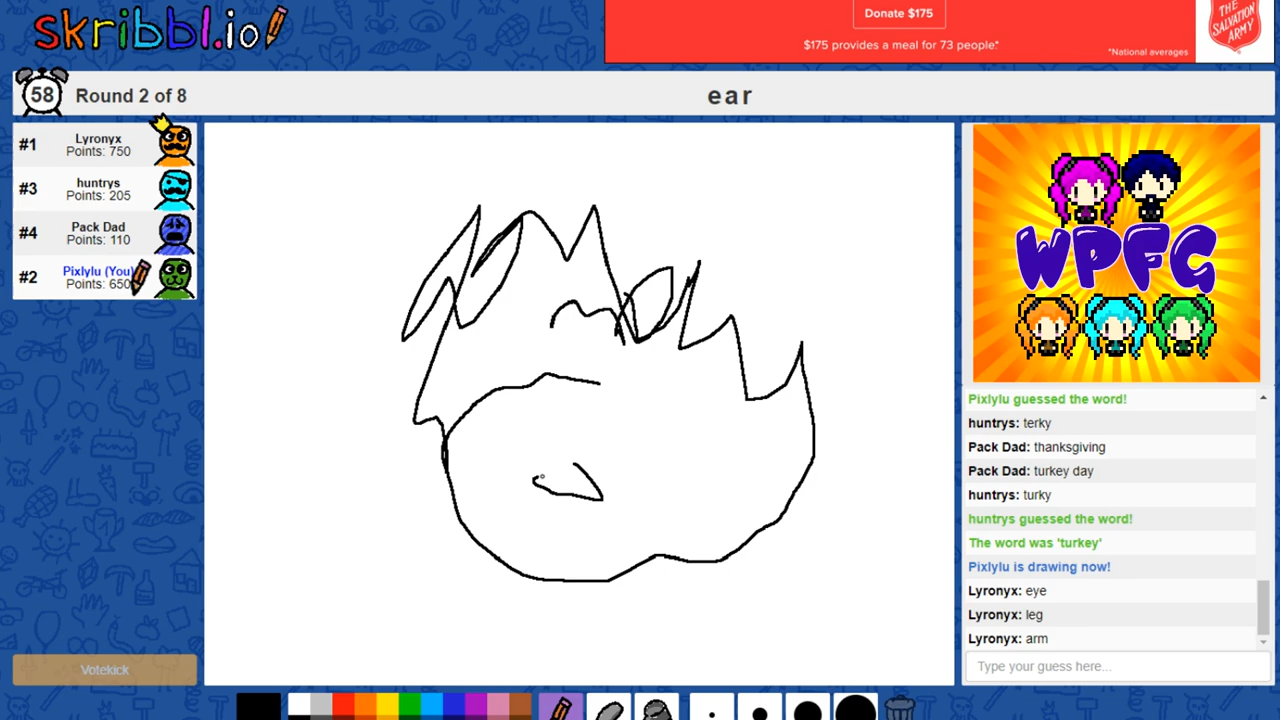 skribbl.io
Donate $175
$175 provides a meal for 73 people.*
*National averages
THE SALVATION ARMY
58
Round 2 of 8
ear
#1
Lyronyx
Points: 750
#3
huntrys
Points: 205
#4
Pack Dad
Points: 110
#2
Pixlylu (You)
Points: 650
Votekick
WPFG
Pixlylu guessed the word!
huntrys: terky
Pack Dad: thanksgiving
Pack Dad: turkey day
huntrys: turky
huntrys guessed the word!
The word was 'turkey'
Pixlylu is drawing now!
Lyronyx: eye
Lyronyx: leg
Lyronyx: arm
Type your guess here...